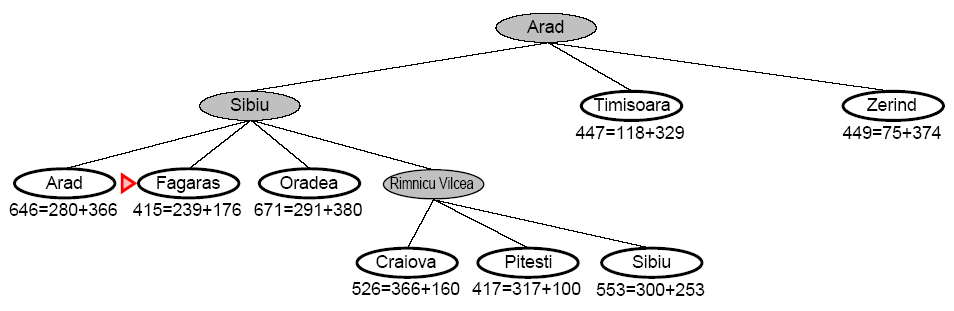 Arad
Sibiu
Timisoara
Zerind
447=118+329
449=75+374
Arad
Fagaras
Oradea
Rimnicu Vilcea
646=280+366
415=239+176
671=291+380
Craiova
Pitesti
Sibiu
526=366+160
417=317+100
553=300+253